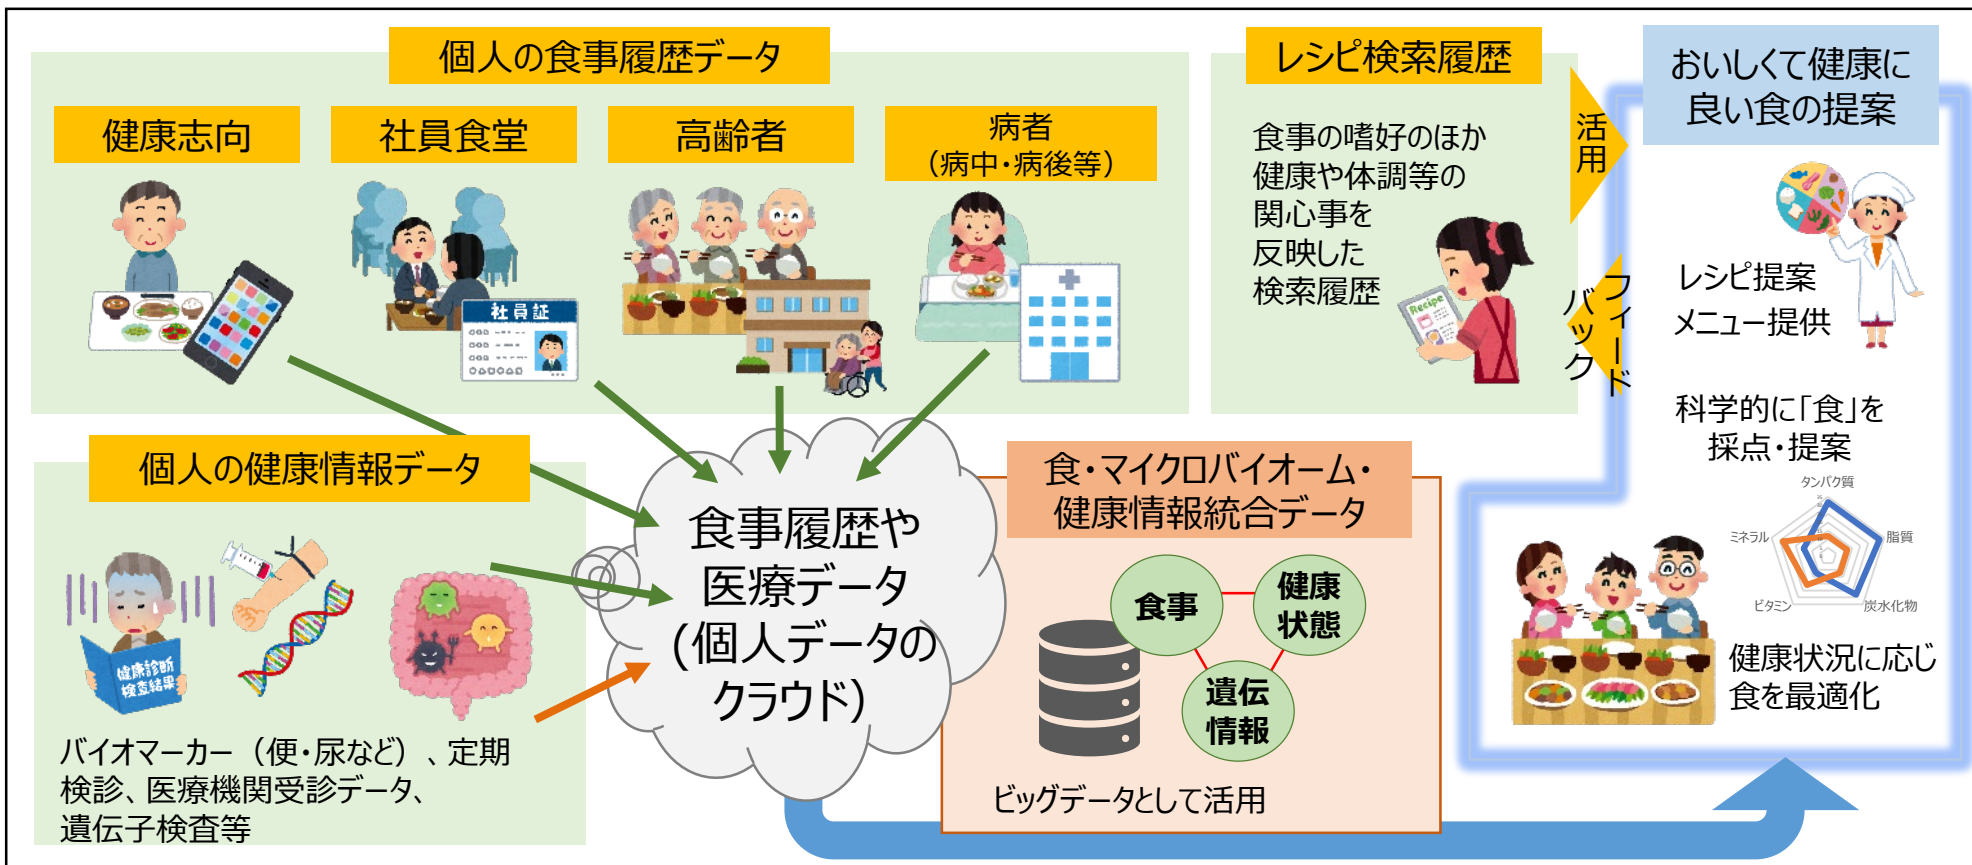 個人の食事履歴データ
健康志向
社員食堂
高齢者
病者
（病中・病後等）
社員証
レシピ検索履歴
食事の嗜好のほか
健康や体調等の
関心事を
反映した
検索履歴
Recipe
活用
フィード
バック
おいしくて健康に
良い食の提案
レシピ提案
メニュー提供
科学的に「食」を
採点・提案
タンパク質
脂質
炭水化物
ビタミン
ミネラル
健康状況に応じ
食を最適化
個人の健康情報データ
健康診断
検査結果
バイオマーカー（便・尿など）、定期
検診、医療機関受診データ、
遺伝子検査等
食事履歴や
医療データ
(個人データの
クラウド)
食・マイクロバイオーム・
健康情報統合データ
食事
健康
状態
遺伝
情報
ビッグデータとして活用